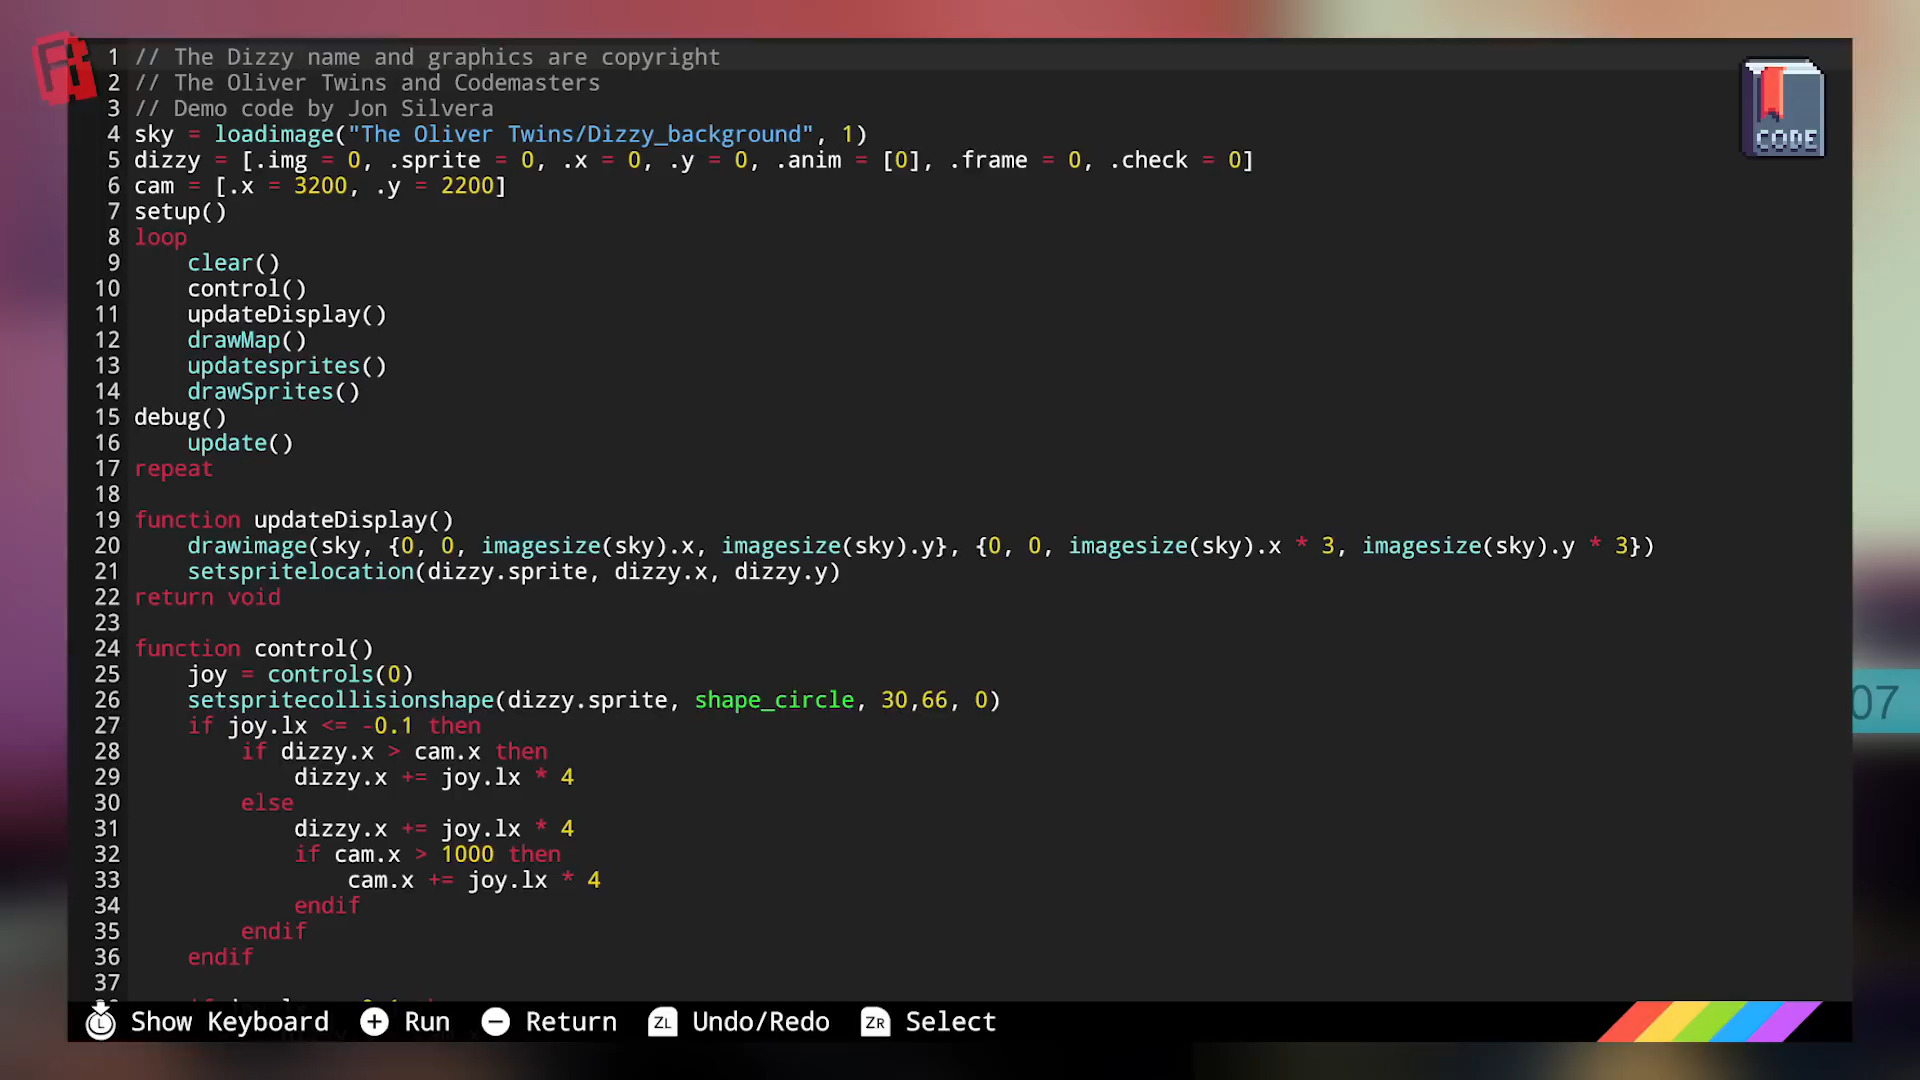 1 // The Dizzy name and graphics are copyright
2 // The Oliver Twins and Codemasters
3 // Demo code by Jon Silvera
4 sky = loadimage("The Oliver Twins/Dizzy_background", 1)
5 dizzy = [.img = 0, .sprite = 0, .x = 0, .y = 0, .anim = [0], .frame = 0, .check = 0]
6 cam = [.x = 3200, .y = 2200]
7 setup()
8 loop
9     clear()
10     control()
11     updateDisplay()
12     drawMap()
13     updatesprites()
14     drawSprites()
15 debug()
16     update()
17 repeat
18
19 function updateDisplay()
20     drawimage(sky, {0, 0, imagesize(sky).x, imagesize(sky).y}, {0, 0, imagesize(sky).x * 3, imagesize(sky).y * 3})
21     setspritelocation(dizzy.sprite, dizzy.x, dizzy.y)
22 return void
23
24 function control()
25     joy = controls(0)
26     setspritecollisionshape(dizzy.sprite, shape_circle, 30,66, 0)
27     if joy.lx <= -0.1 then
28         if dizzy.x > cam.x then
29             dizzy.x += joy.lx * 4
30         else
31             dizzy.x += joy.lx * 4
32             if cam.x > 1000 then
33                 cam.x += joy.lx * 4
34             endif
35         endif
36     endif
37
CODE
07
L Show Keyboard + Run - Return ZL Undo/Redo ZR Select